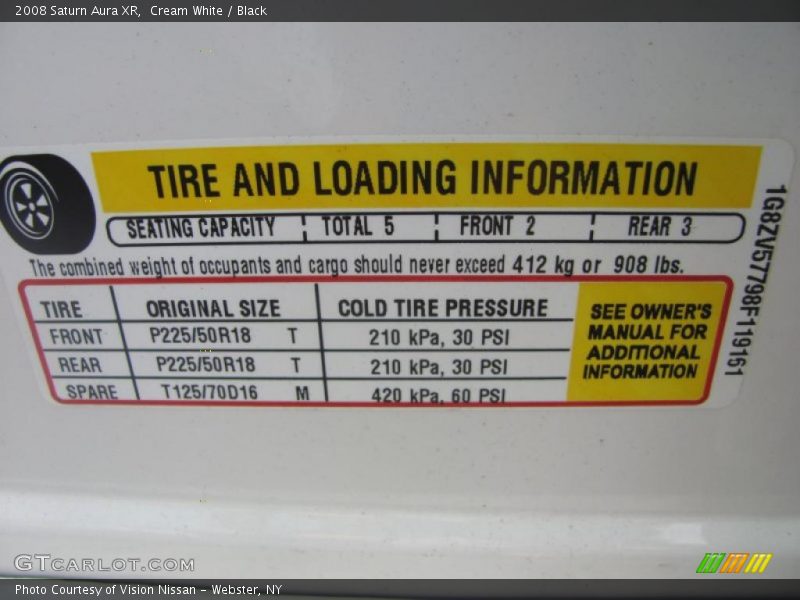 2008 Saturn Aura XR,  Cream White / Black
TIRE AND LOADING INFORMATION
SEATING CAPACITY TOTAL 5 FRONT 2 REAR 3
The combined weight of occupants and cargo should never exceed 412 kg or 908 lbs.
TIRE ORIGINAL SIZE COLD TIRE PRESSURE
FRONT P225/50R18 T 210 kPa, 30 PSI
REAR P225/50R18 T 210 kPa, 30 PSI
SPARE T125/70D16 M 420 kPa, 60 PSI
SEE OWNER'S
MANUAL FOR
ADDITIONAL
INFORMATION
1G8ZV57798F119161
GTCARLOT.COM
Photo Courtesy of Vision Nissan - Webster, NY